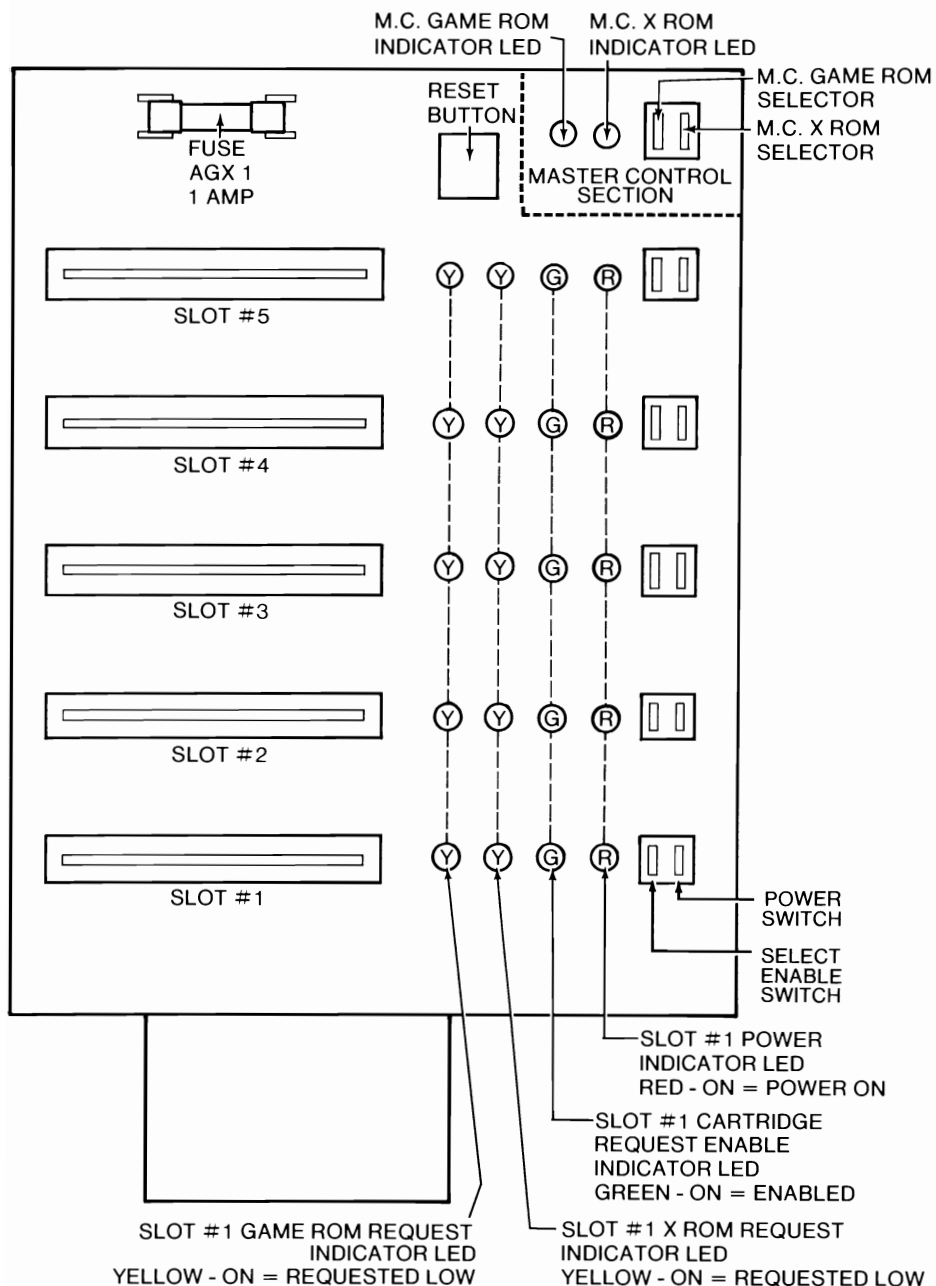 M.C. GAME ROM
INDICATOR LED
M.C. X ROM
INDICATOR LED
M.C. GAME ROM
SELECTOR
M.C. X ROM
SELECTOR
RESET
BUTTON
FUSE
AGX 1
1 AMP
MASTER CONTROL
SECTION
Y Y G R
SLOT #5
Y Y G R
SLOT #4
Y Y G R
SLOT #3
Y Y G R
SLOT #2
Y Y G R
SLOT #1
POWER
SWITCH
SELECT
ENABLE
SWITCH
SLOT #1 POWER
INDICATOR LED
RED - ON = POWER ON
SLOT #1 CARTRIDGE
REQUEST ENABLE
INDICATOR LED
GREEN - ON = ENABLED
SLOT #1 GAME ROM REQUEST
INDICATOR LED
YELLOW - ON = REQUESTED LOW
SLOT #1 X ROM REQUEST
INDICATOR LED
YELLOW - ON = REQUESTED LOW